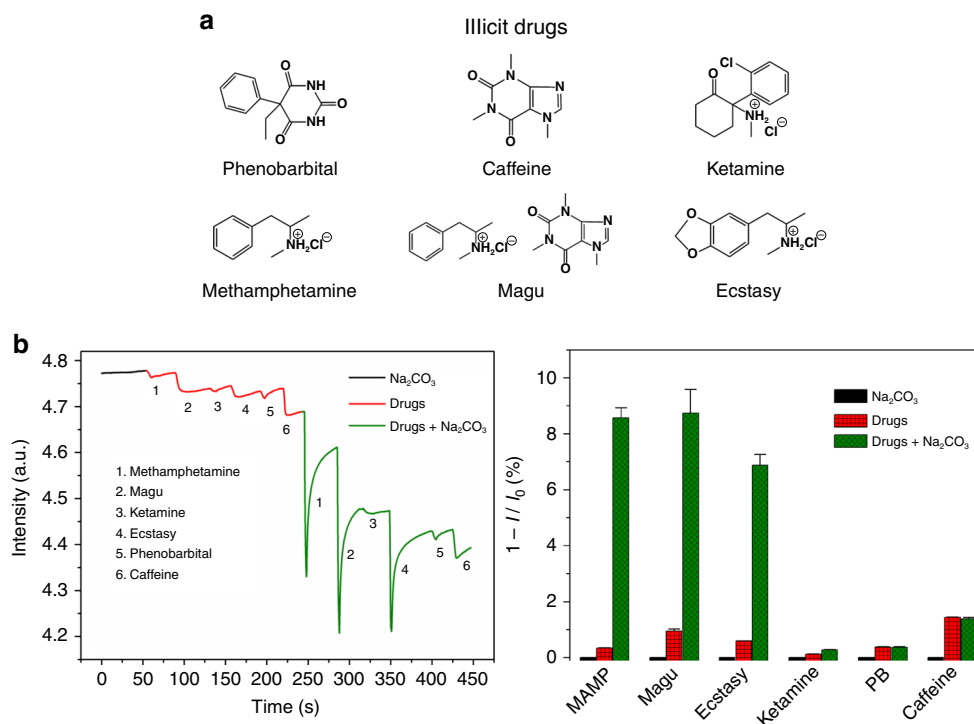 a
Illicit drugs
O
NH
O
NH
O
Phenobarbital
O
N
N
N
N
O
Caffeine
Cl
O
⊕
NH₂
Cl⊖
Ketamine
⊕
NH₂Cl⊖
Methamphetamine
⊕
NH₂Cl⊖
O
N
N
N
N
O
Magu
O
O
⊕
NH₂Cl⊖
Ecstasy
b
Intensity (a.u.)
4.8
4.7
4.6
4.5
4.4
4.3
4.2
Na₂CO₃
Drugs
Drugs + Na₂CO₃
1
2
3
4
5
6
1
2
3
4
5
6
1. Methamphetamine
2. Magu
3. Ketamine
4. Ecstasy
5. Phenobarbital
6. Caffeine
0 50 100 150 200 250 300 350 400 450
Time (s)
1 – I / I₀ (%)
10
8
6
4
2
0
Na₂CO₃
Drugs
Drugs + Na₂CO₃
MAMP
Magu
Ecstasy
Ketamine
PB
Caffeine